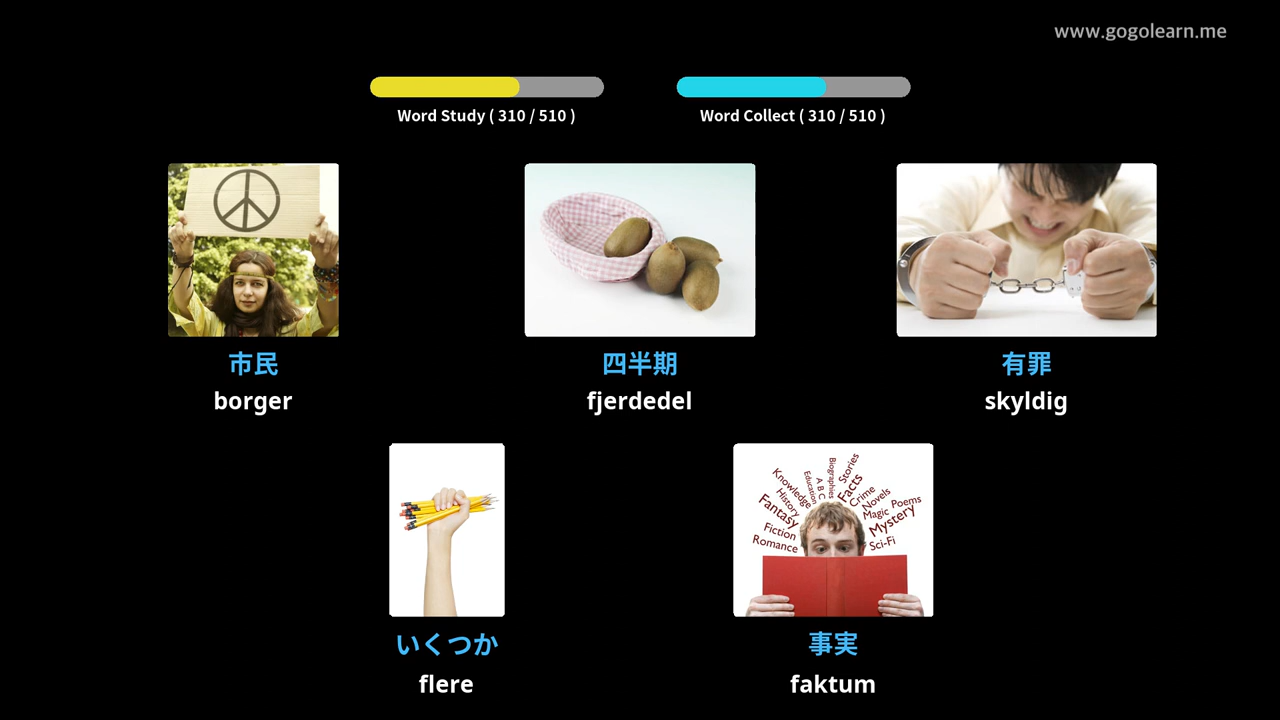 www.gogolearn.me
Word Study ( 310 / 510 )
Word Collect ( 310 / 510 )
市民
borger
四半期
fjerdedel
有罪
skyldig
いくつか
flere
Knowledge
History
Education
A B C
Biographies
Stories
Facts
Crime
Novels
Poems
Magic
Mystery
Fantasy
Fiction
Romance
Sci-Fi
事実
faktum